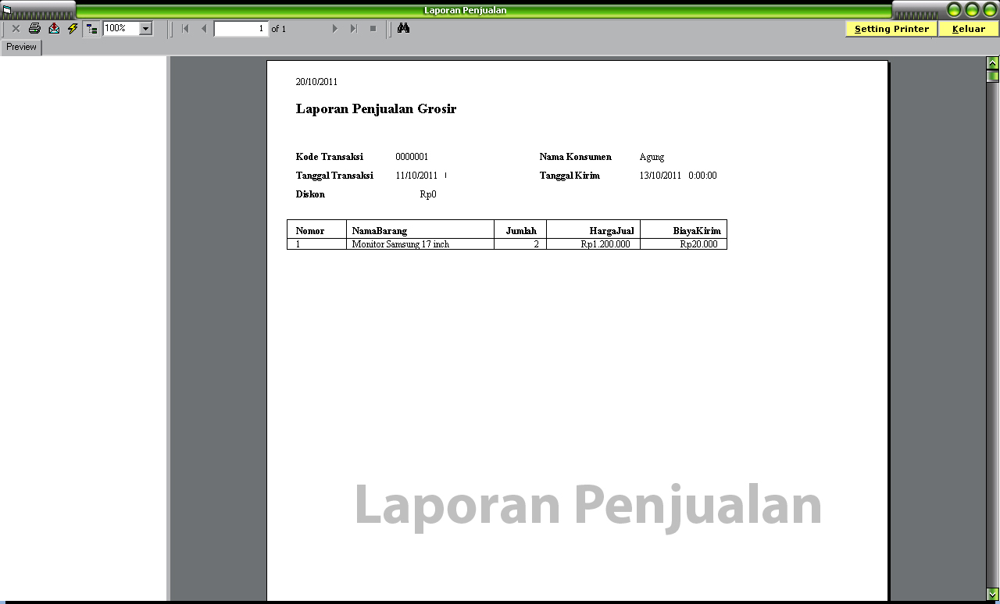 Laporan Penjualan
100%
1 of 1
Setting Printer Keluar
Preview
20/10/2011
Laporan Penjualan Grosir
Kode Transaksi 0000001 Nama Konsumen Agung
Tanggal Transaksi 11/10/2011 Tanggal Kirim 13/10/2011 0:00:00
Diskon Rp0
Nomor NamaBarang Jumlah HargaJual BiayaKirim
1 Monitor Samsung 17 inch 2 Rp1.200.000 Rp20.000
Laporan Penjualan